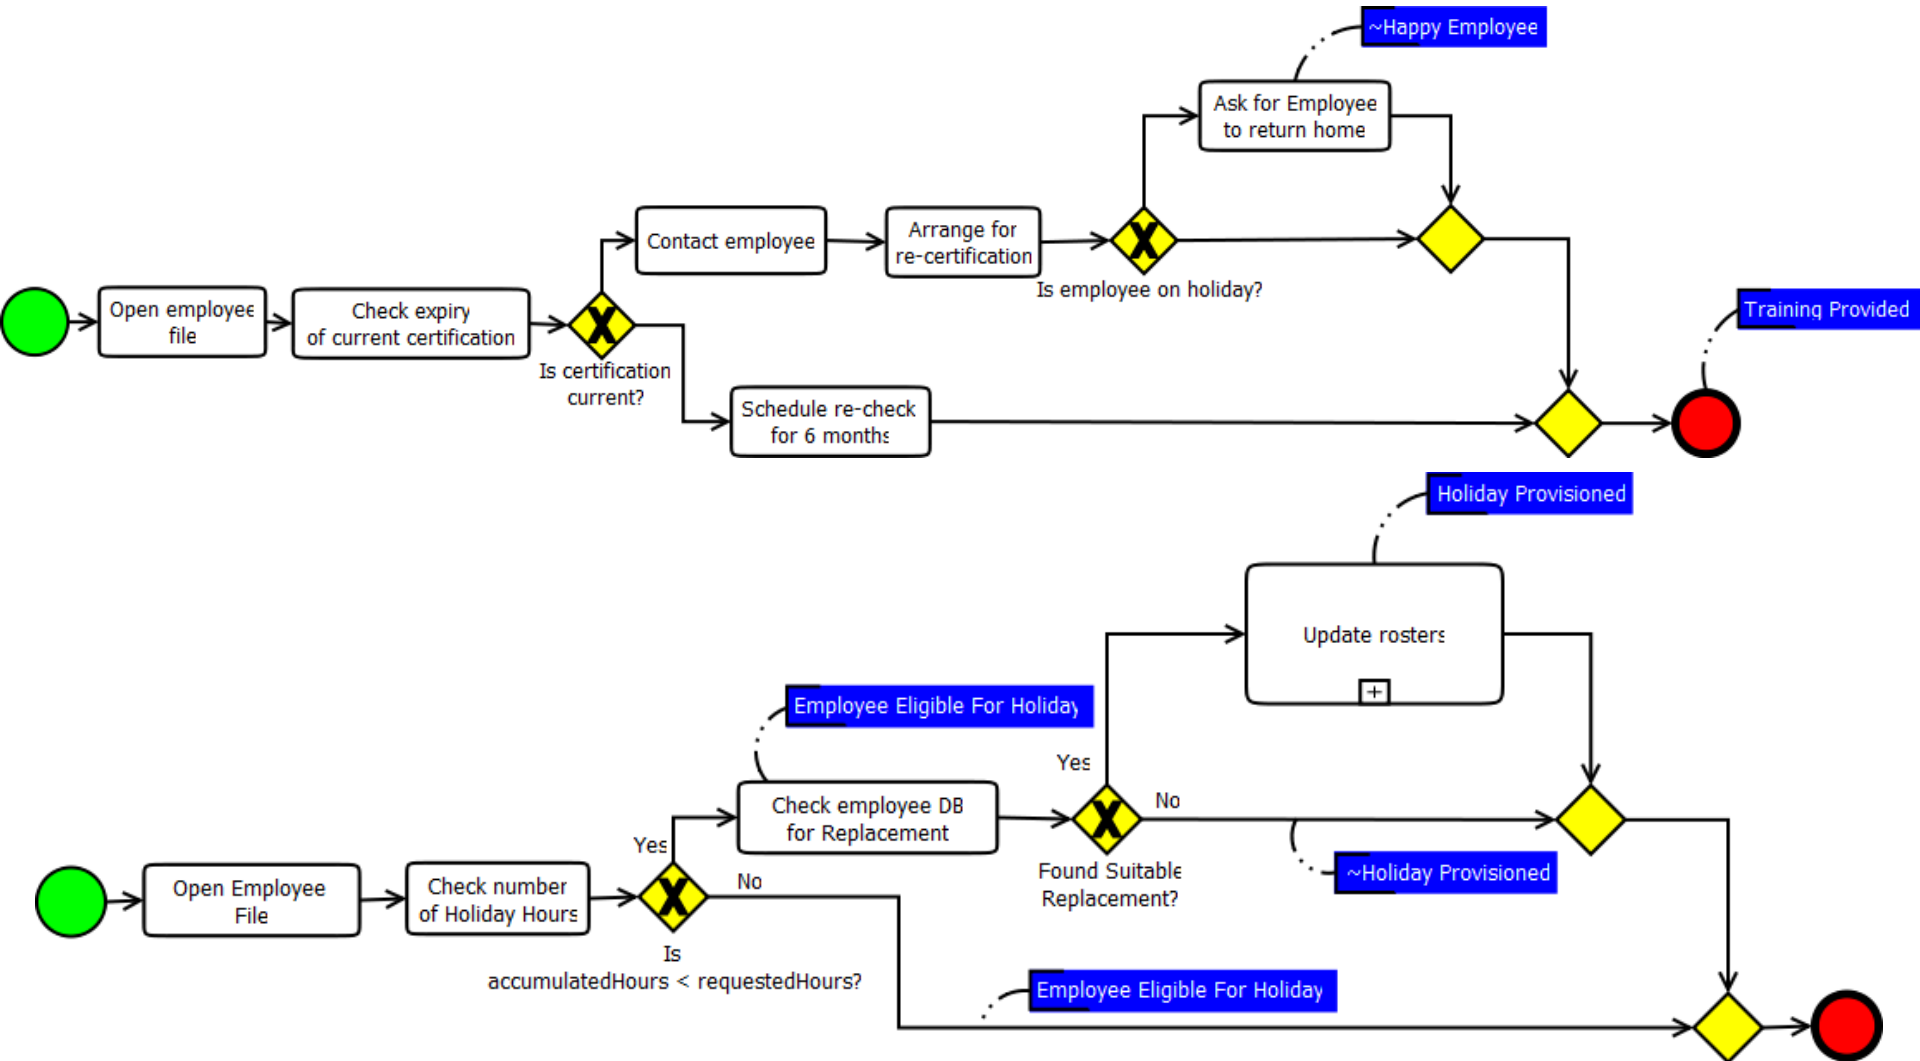 ~Happy Employee
Ask for Employee
to return home
Contact employee
Arrange for
re-certification
Is employee on holiday?
Open employee
file
Check expiry
of current certification
Is certification
current?
Training Provided
Schedule re-check
for 6 months
Holiday Provisioned
Update rosters
Employee Eligible For Holiday
Yes
No
Check employee DB
for Replacement
Found Suitable
Replacement?
~Holiday Provisioned
Yes
No
Open Employee
File
Check number
of Holiday Hours
Is
accumulatedHours < requestedHours?
Employee Eligible For Holiday